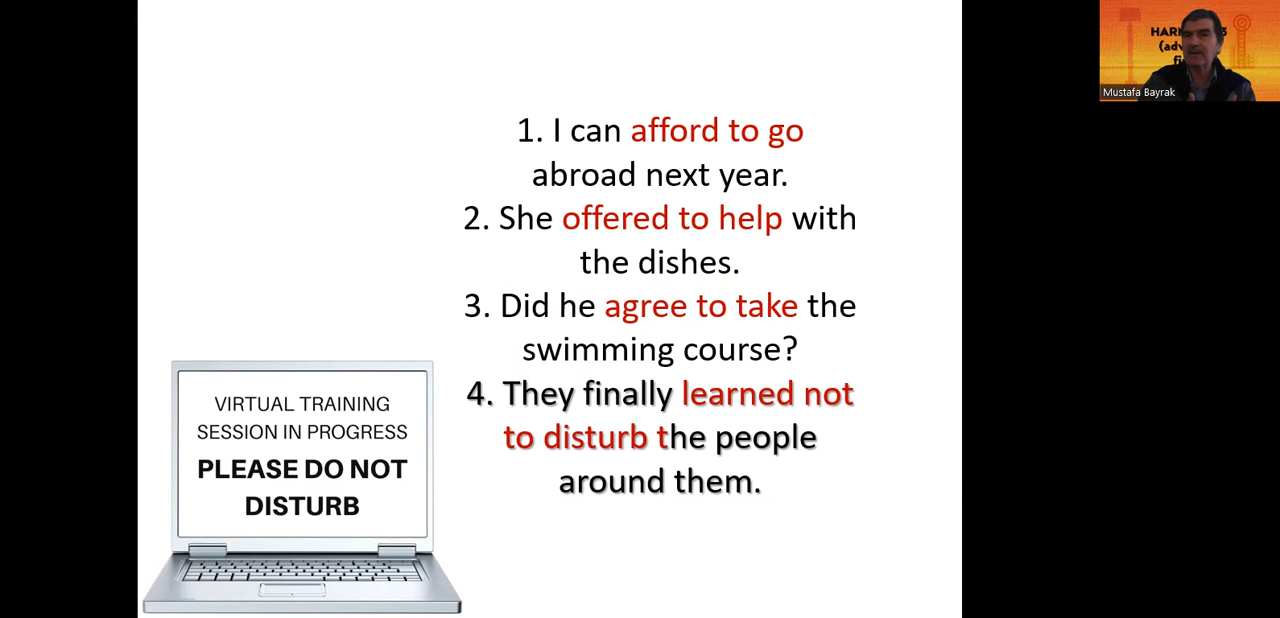 1. I can afford to go
abroad next year.
2. She offered to help with
the dishes.
3. Did he agree to take the
swimming course?
4. They finally learned not
to disturb the people
around them.
VIRTUAL TRAINING
SESSION IN PROGRESS
PLEASE DO NOT
DISTURB
Mustafa Bayrak